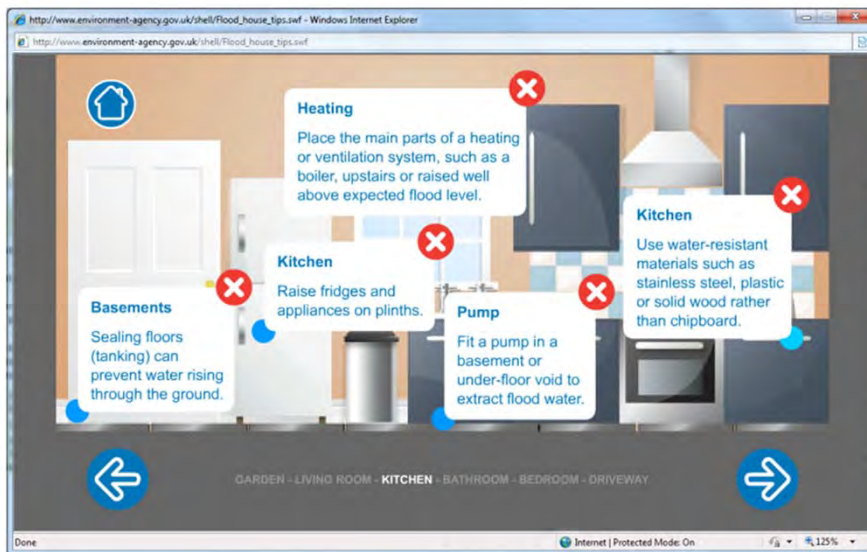 http://www.environment-agency.gov.uk/shell/Flood_house_tips.swf - Windows Internet Explorer
http://www.environment-agency.gov.uk/shell/Flood_house_tips.swf
Heating
Place the main parts of a heating
or ventilation system, such as a
boiler, upstairs or raised well
above expected flood level.
Kitchen
Use water-resistant
materials such as
stainless steel, plastic
or solid wood rather
than chipboard.
Kitchen
Raise fridges and
appliances on plinths.
Basements
Sealing floors
(tanking) can
prevent water rising
through the ground.
Pump
Fit a pump in a
basement or
under-floor void to
extract flood water.
GARDEN - LIVING ROOM - KITCHEN - BATHROOM - BEDROOM - DRIVEWAY
Done
Internet | Protected Mode: On
125%